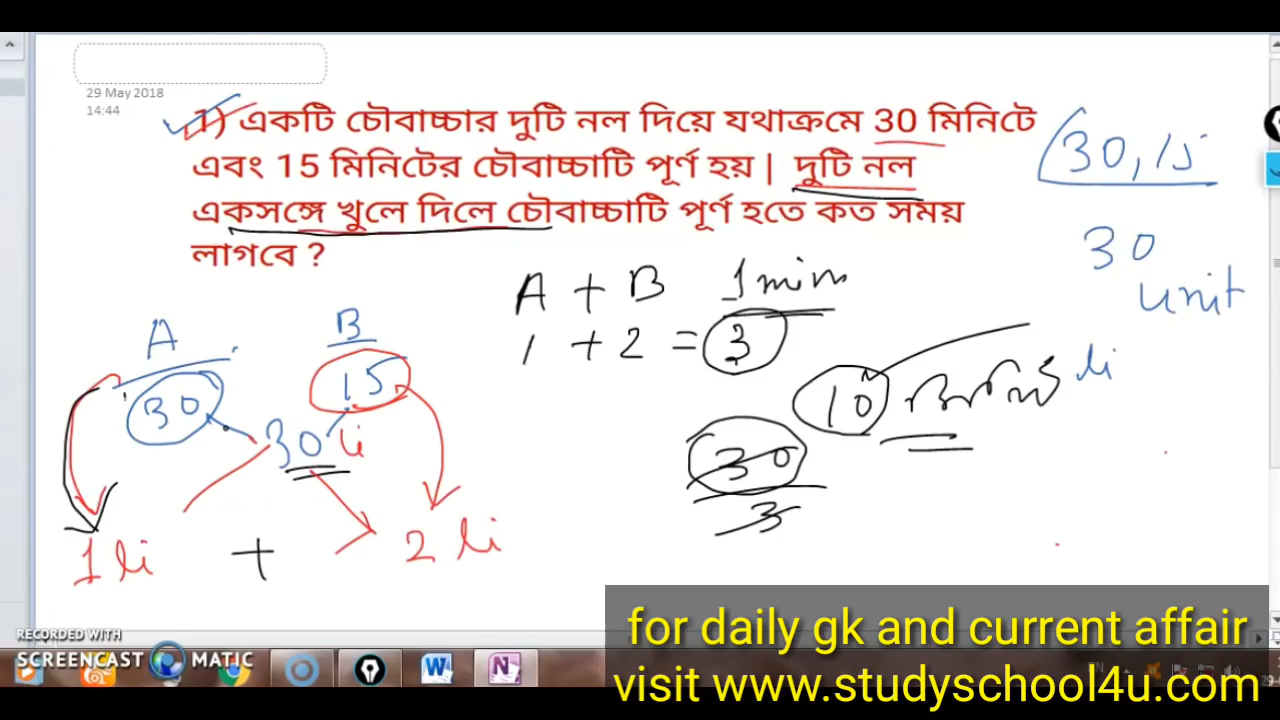 29 May 2018
14:44
1) একটি চৌবাচ্চার দুটি নল দিয়ে যথাক্রমে 30 মিনিটে
এবং 15 মিনিটের চৌবাচ্চাটি পূর্ণ হয় | দুটি নল
একসঙ্গে খুলে দিলে চৌবাচ্চাটি পূর্ণ হতে কত সময়
লাগবে ?
30, 15
30
unit
A + B 1 min
1 + 2 = 3
A B
30 15
30 li
10
li
30
3
1 li + 2 li
RECORDED WITH
SCREENCAST MATIC
for daily gk and current affair
visit www.studyschool4u.com